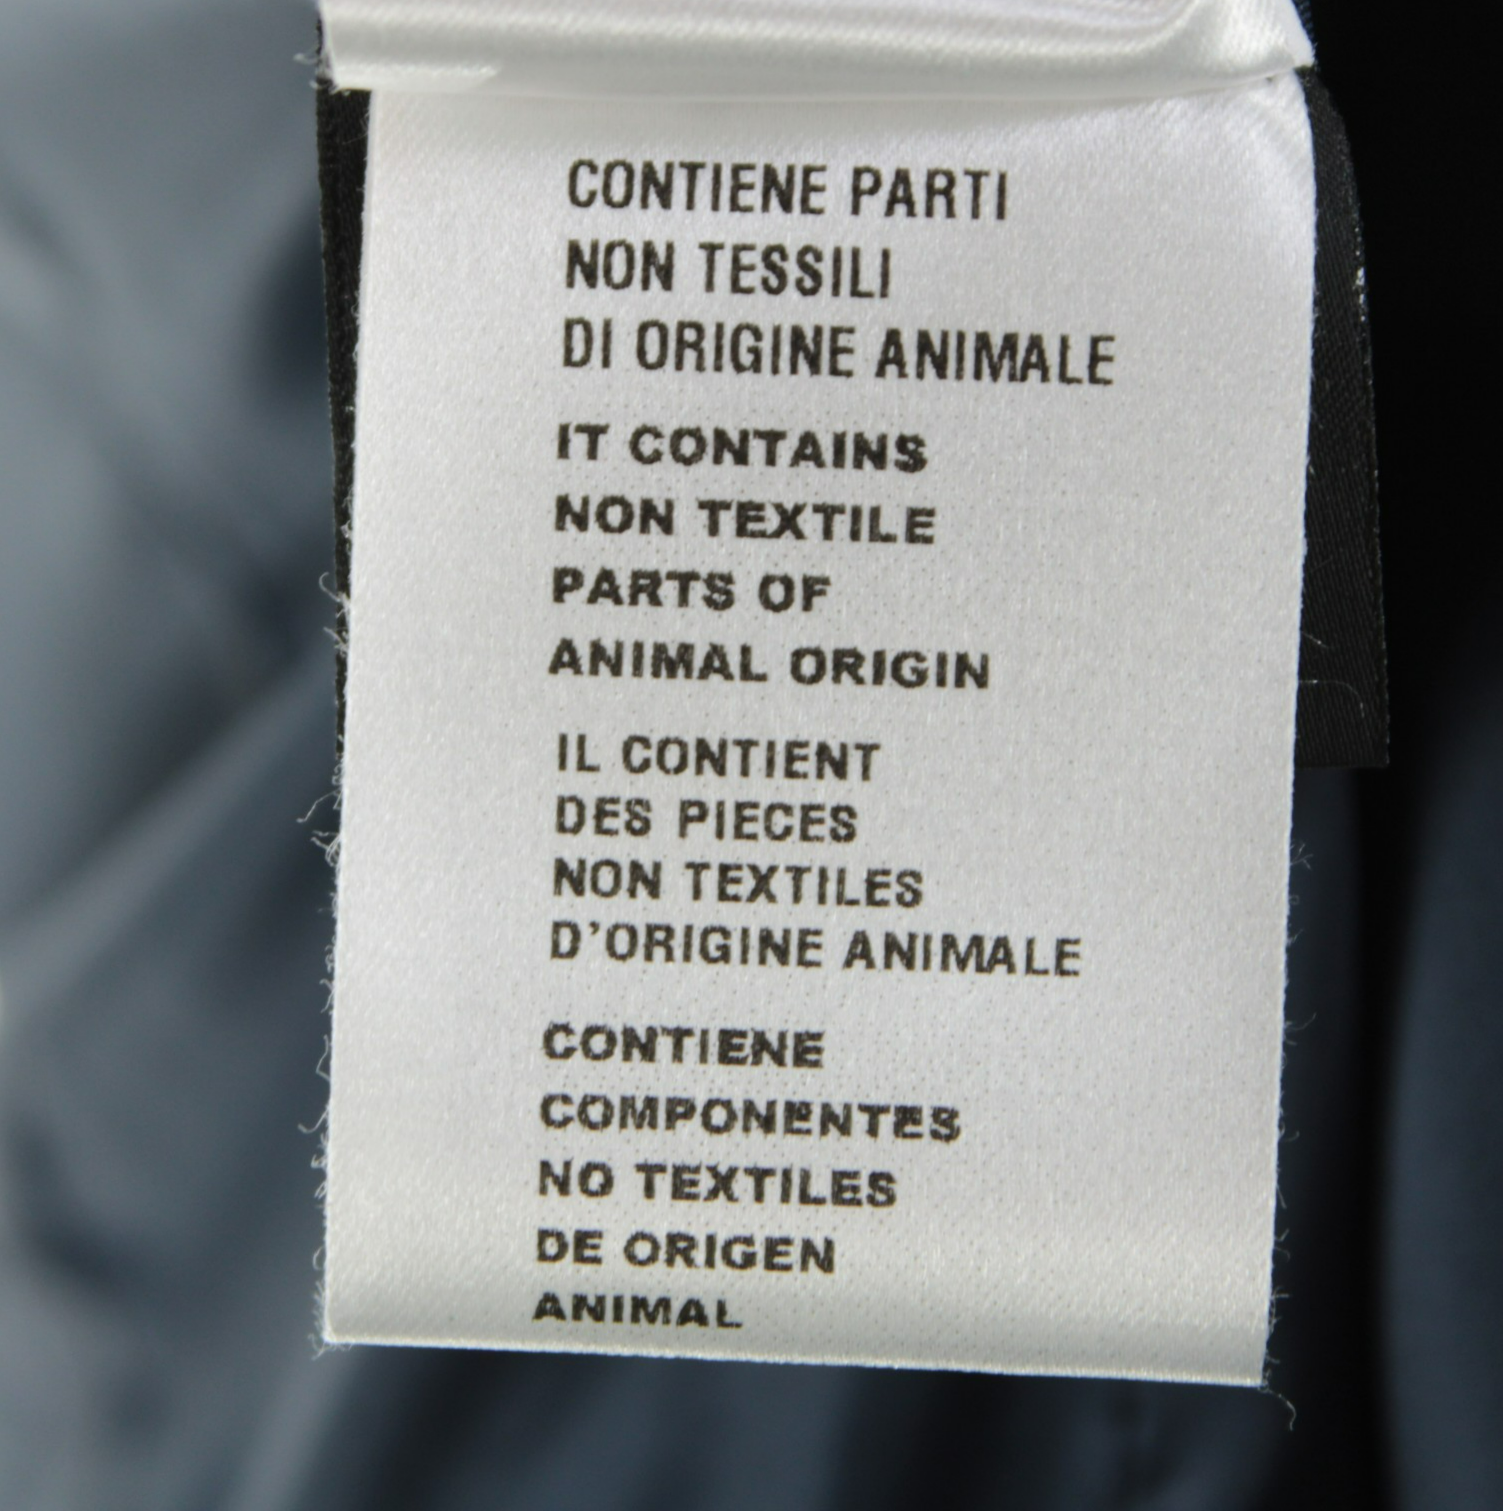 CONTIENE PARTI
NON TESSILI
DI ORIGINE ANIMALE
IT CONTAINS
NON TEXTILE
PARTS OF
ANIMAL ORIGIN
IL CONTIENT
DES PIECES
NON TEXTILES
D'ORIGINE ANIMALE
CONTIENE
COMPONENTES
NO TEXTILES
DE ORIGEN
ANIMAL